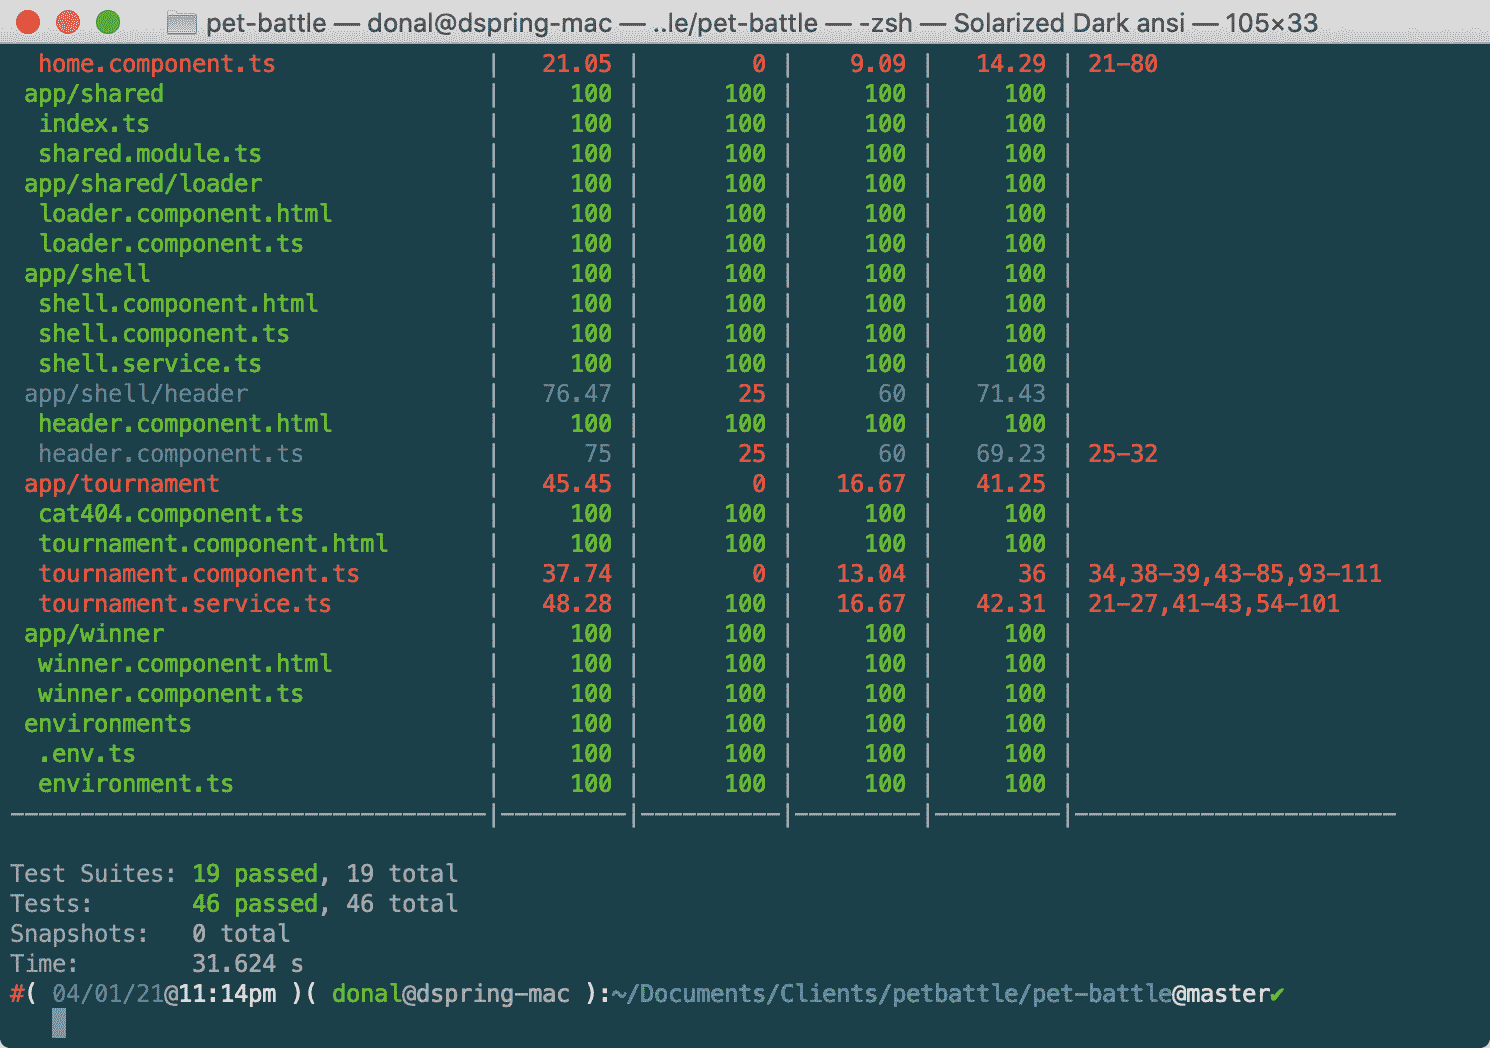 pet-battle — donal@dspring-mac — ..le/pet-battle — -zsh — Solarized Dark ansi — 105×33
home.component.ts | 21.05 | 0 | 9.09 | 14.29 | 21-80
app/shared | 100 | 100 | 100 | 100 |
index.ts | 100 | 100 | 100 | 100 |
shared.module.ts | 100 | 100 | 100 | 100 |
app/shared/loader | 100 | 100 | 100 | 100 |
loader.component.html | 100 | 100 | 100 | 100 |
loader.component.ts | 100 | 100 | 100 | 100 |
app/shell | 100 | 100 | 100 | 100 |
shell.component.html | 100 | 100 | 100 | 100 |
shell.component.ts | 100 | 100 | 100 | 100 |
shell.service.ts | 100 | 100 | 100 | 100 |
app/shell/header | 76.47 | 25 | 60 | 71.43 |
header.component.html | 100 | 100 | 100 | 100 |
header.component.ts | 75 | 25 | 60 | 69.23 | 25-32
app/tournament | 45.45 | 0 | 16.67 | 41.25 |
cat404.component.ts | 100 | 100 | 100 | 100 |
tournament.component.html | 100 | 100 | 100 | 100 |
tournament.component.ts | 37.74 | 0 | 13.04 | 36 | 34,38-39,43-85,93-111
tournament.service.ts | 48.28 | 100 | 16.67 | 42.31 | 21-27,41-43,54-101
app/winner | 100 | 100 | 100 | 100 |
winner.component.html | 100 | 100 | 100 | 100 |
winner.component.ts | 100 | 100 | 100 | 100 |
environments | 100 | 100 | 100 | 100 |
.env.ts | 100 | 100 | 100 | 100 |
environment.ts | 100 | 100 | 100 | 100 |
----------------------------------|---------|----------|---------|---------|-----------------------
Test Suites: 19 passed, 19 total
Tests: 46 passed, 46 total
Snapshots: 0 total
Time: 31.624 s
#( 04/01/21@11:14pm )( donal@dspring-mac ):~/Documents/Clients/petbattle/pet-battle@master✔